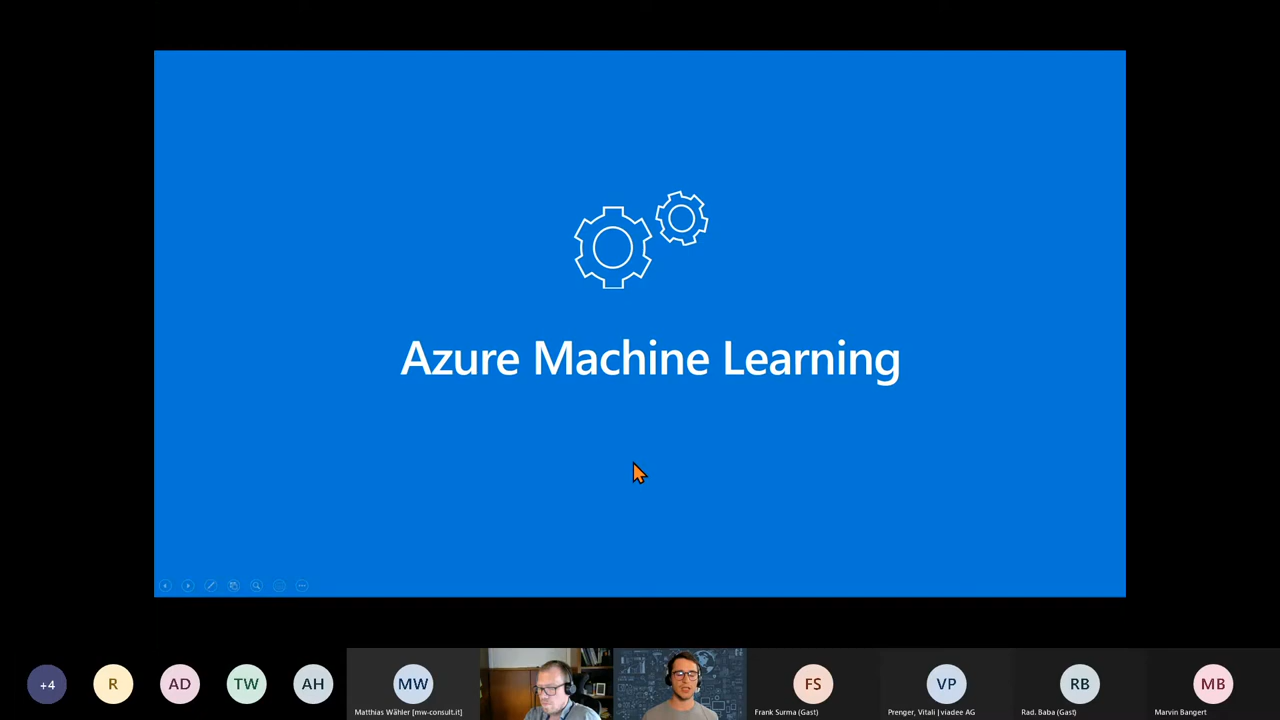 Azure Machine Learning
+4
R
AD
TW
AH
MW
FS
VP
RB
MB
Matthias Wähler [mw-consult.it]
Frank Surma (Gast)
Prenger, Vitali | viadee AG
Rad. Baba (Gast)
Marvin Bangert